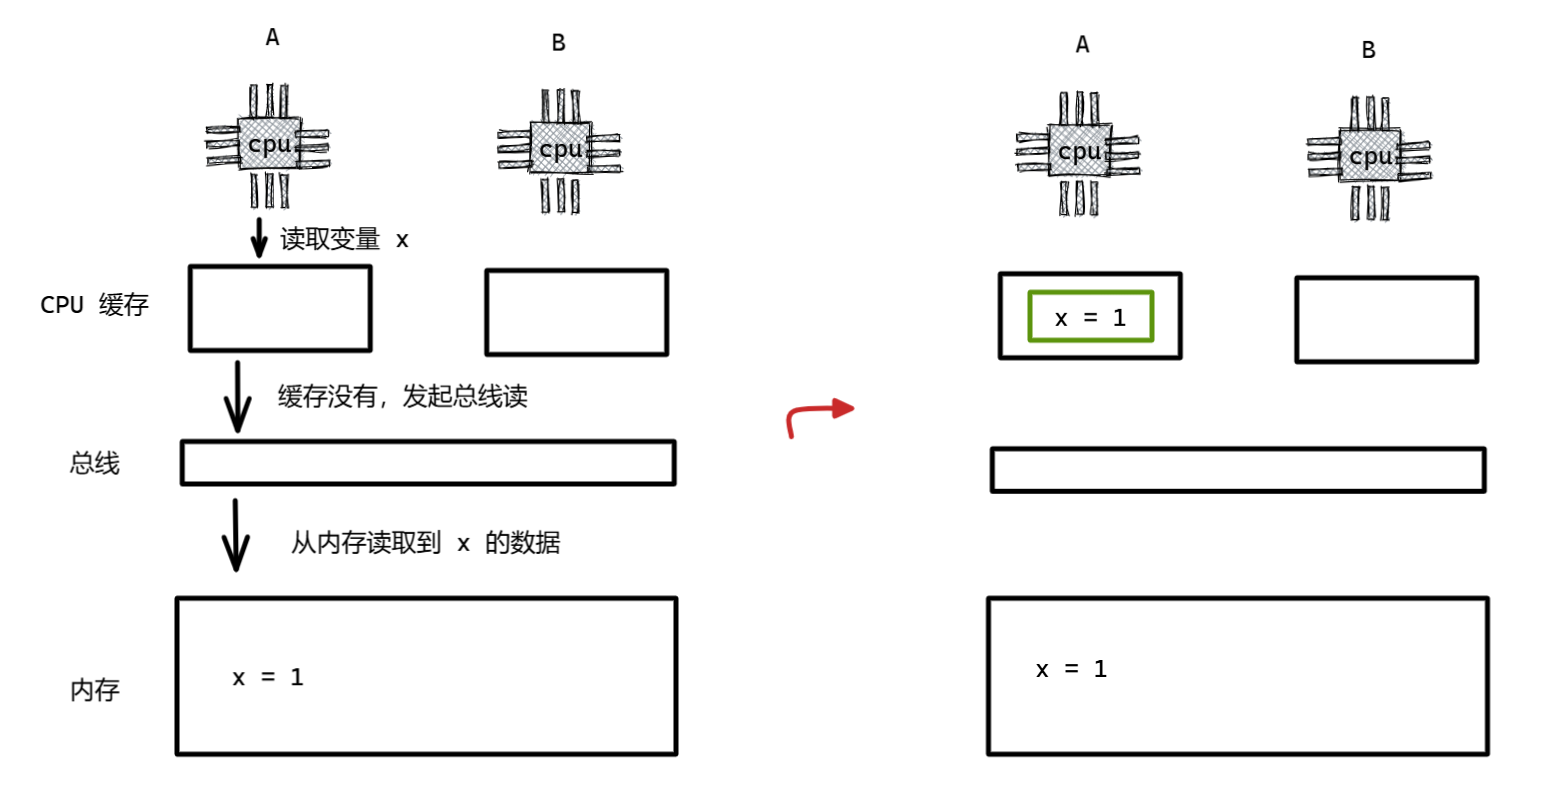 A
B
A
B
cpu
cpu
cpu
cpu
读取变量 x
CPU 缓存
x = 1
缓存没有，发起总线读
总线
从内存读取到 x 的数据
内存
x = 1
x = 1